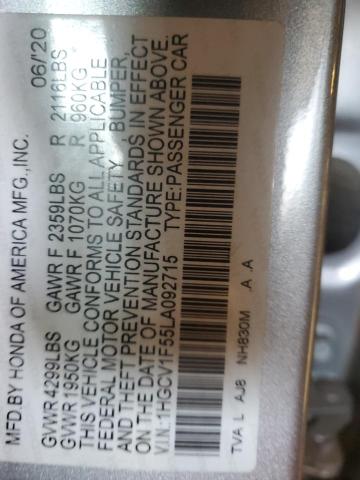 MFD.BY HONDA OF AMERICA MFG.,INC. 06/'20
GVWR 4299LBS GAWR F 2359LBS R 2116LBS
GVWR 1950KG GAWR F 1070KG R 960KG
THIS VEHICLE CONFORMS TO ALL APPLICABLE
FEDERAL MOTOR VEHICLE SAFETY BUMPER,
AND THEFT PREVENTION STANDARDS IN EFFECT
ON THE DATE OF MANUFACTURE SHOWN ABOVE.
V.I.N.:1HGCV1F55LA092715 TYPE:PASSENGER CAR
TVA L AJ8 NH830M .A .A